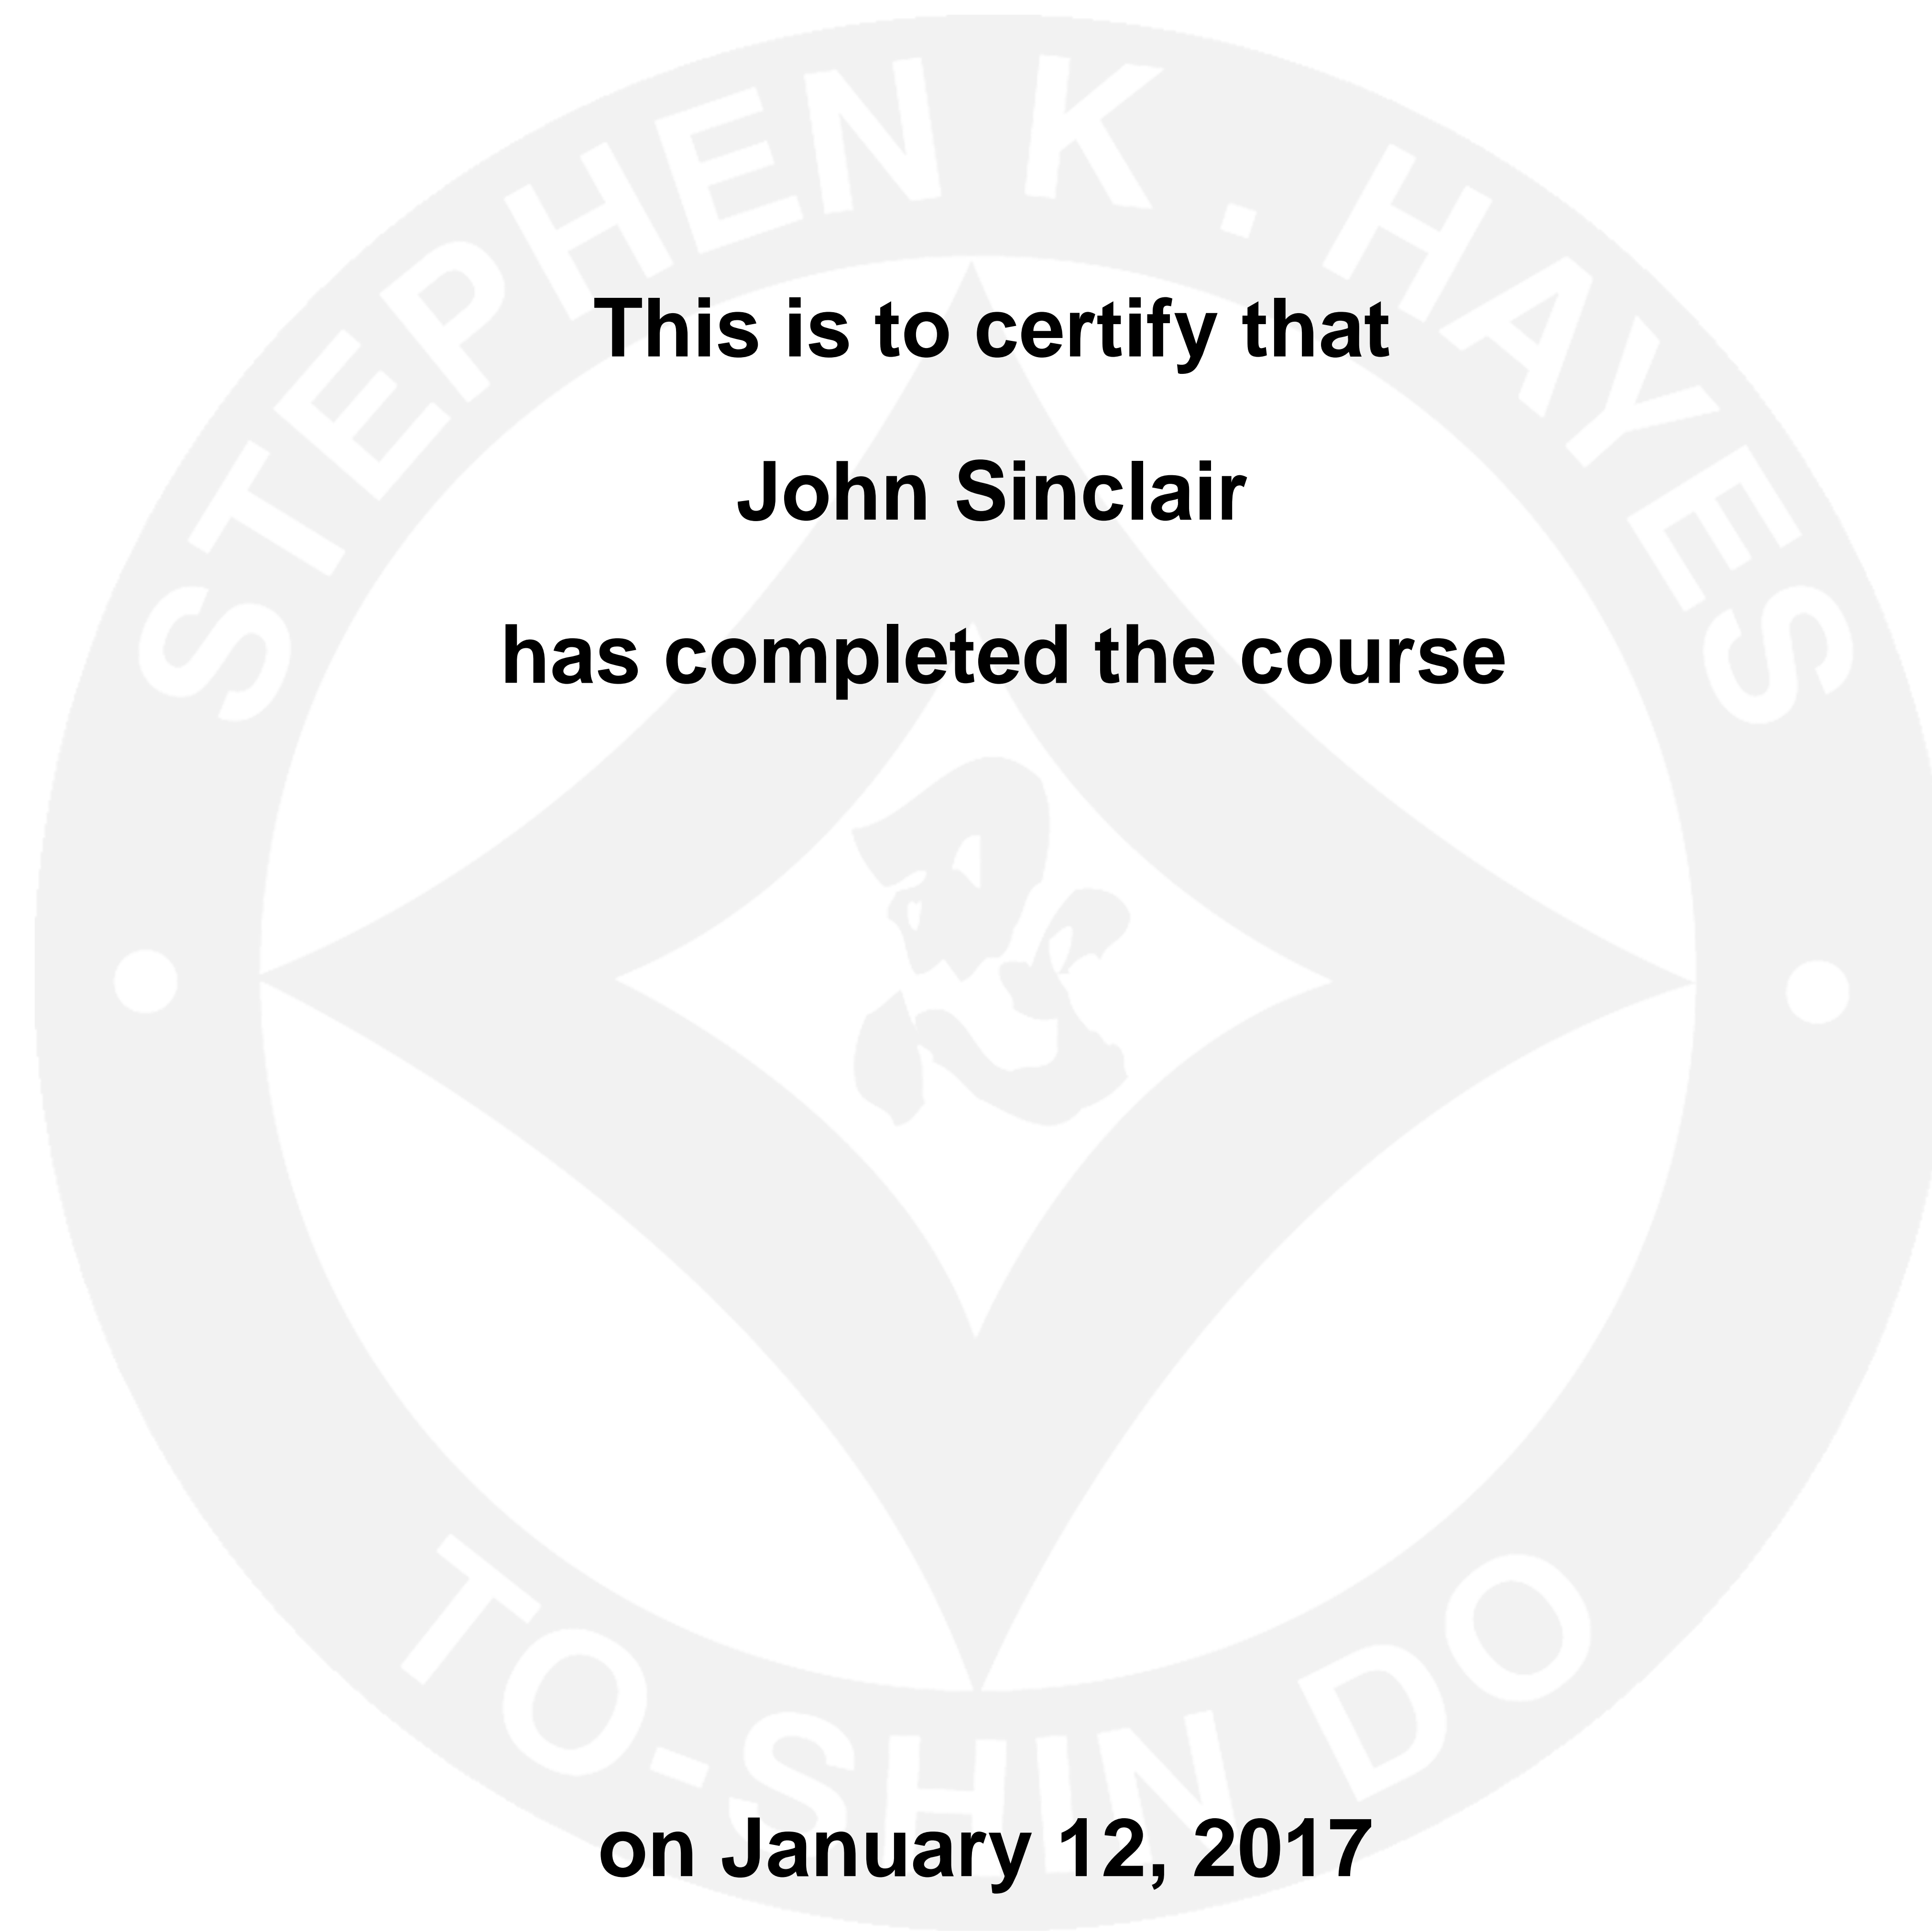 STEPHEN K. HAYES
This is to certify that
John Sinclair
has completed the course
忍
TO-SHIN DO
on January 12, 2017